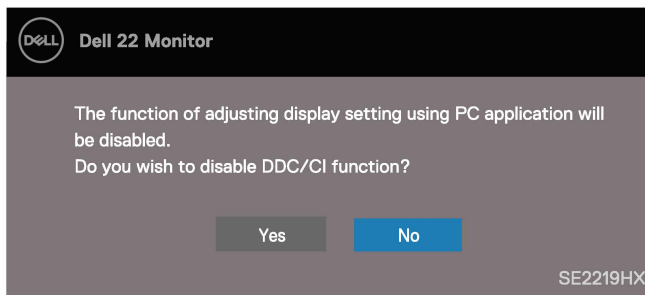 DELL Dell 22 Monitor
The function of adjusting display setting using PC application will
be disabled.
Do you wish to disable DDC/CI function?
Yes No
SE2219HX